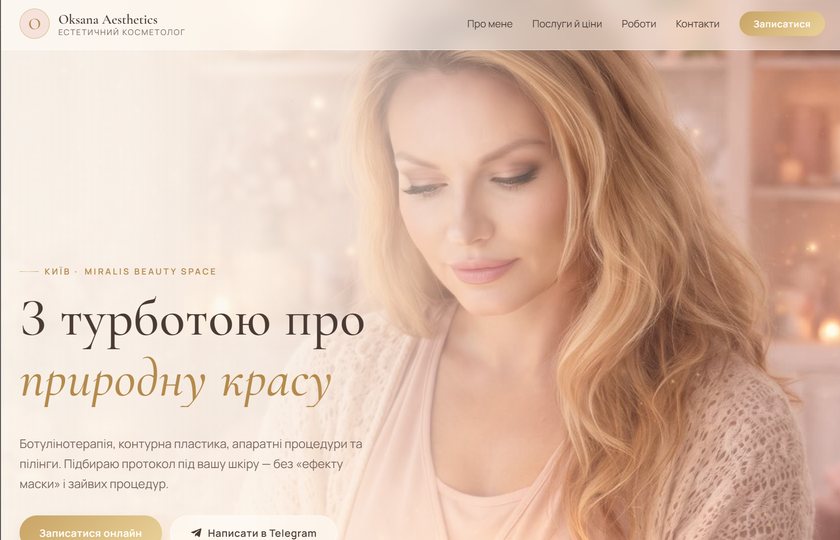 O
Oksana Aesthetics
ЕСТЕТИЧНИЙ КОСМЕТОЛОГ
Про мене
Послуги й ціни
Роботи
Контакти
Записатися
КИЇВ · MIRALIS BEAUTY SPACE
З турботою про
природну красу
Ботулінотерапія, контурна пластика, апаратні процедури та
пілінги. Підбираю протокол під вашу шкіру — без «ефекту
маски» і зайвих процедур.
Записатися онлайн
Написати в Telegram